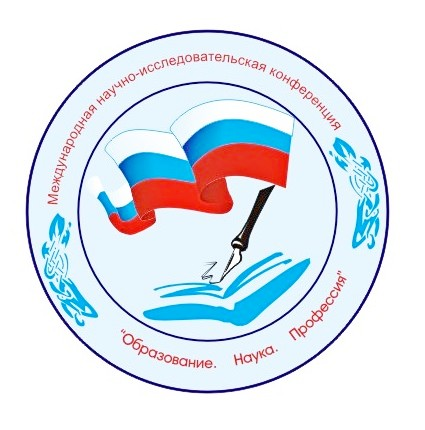 Международная научно-исследовательская конференция
"Образование. Наука. Профессия"